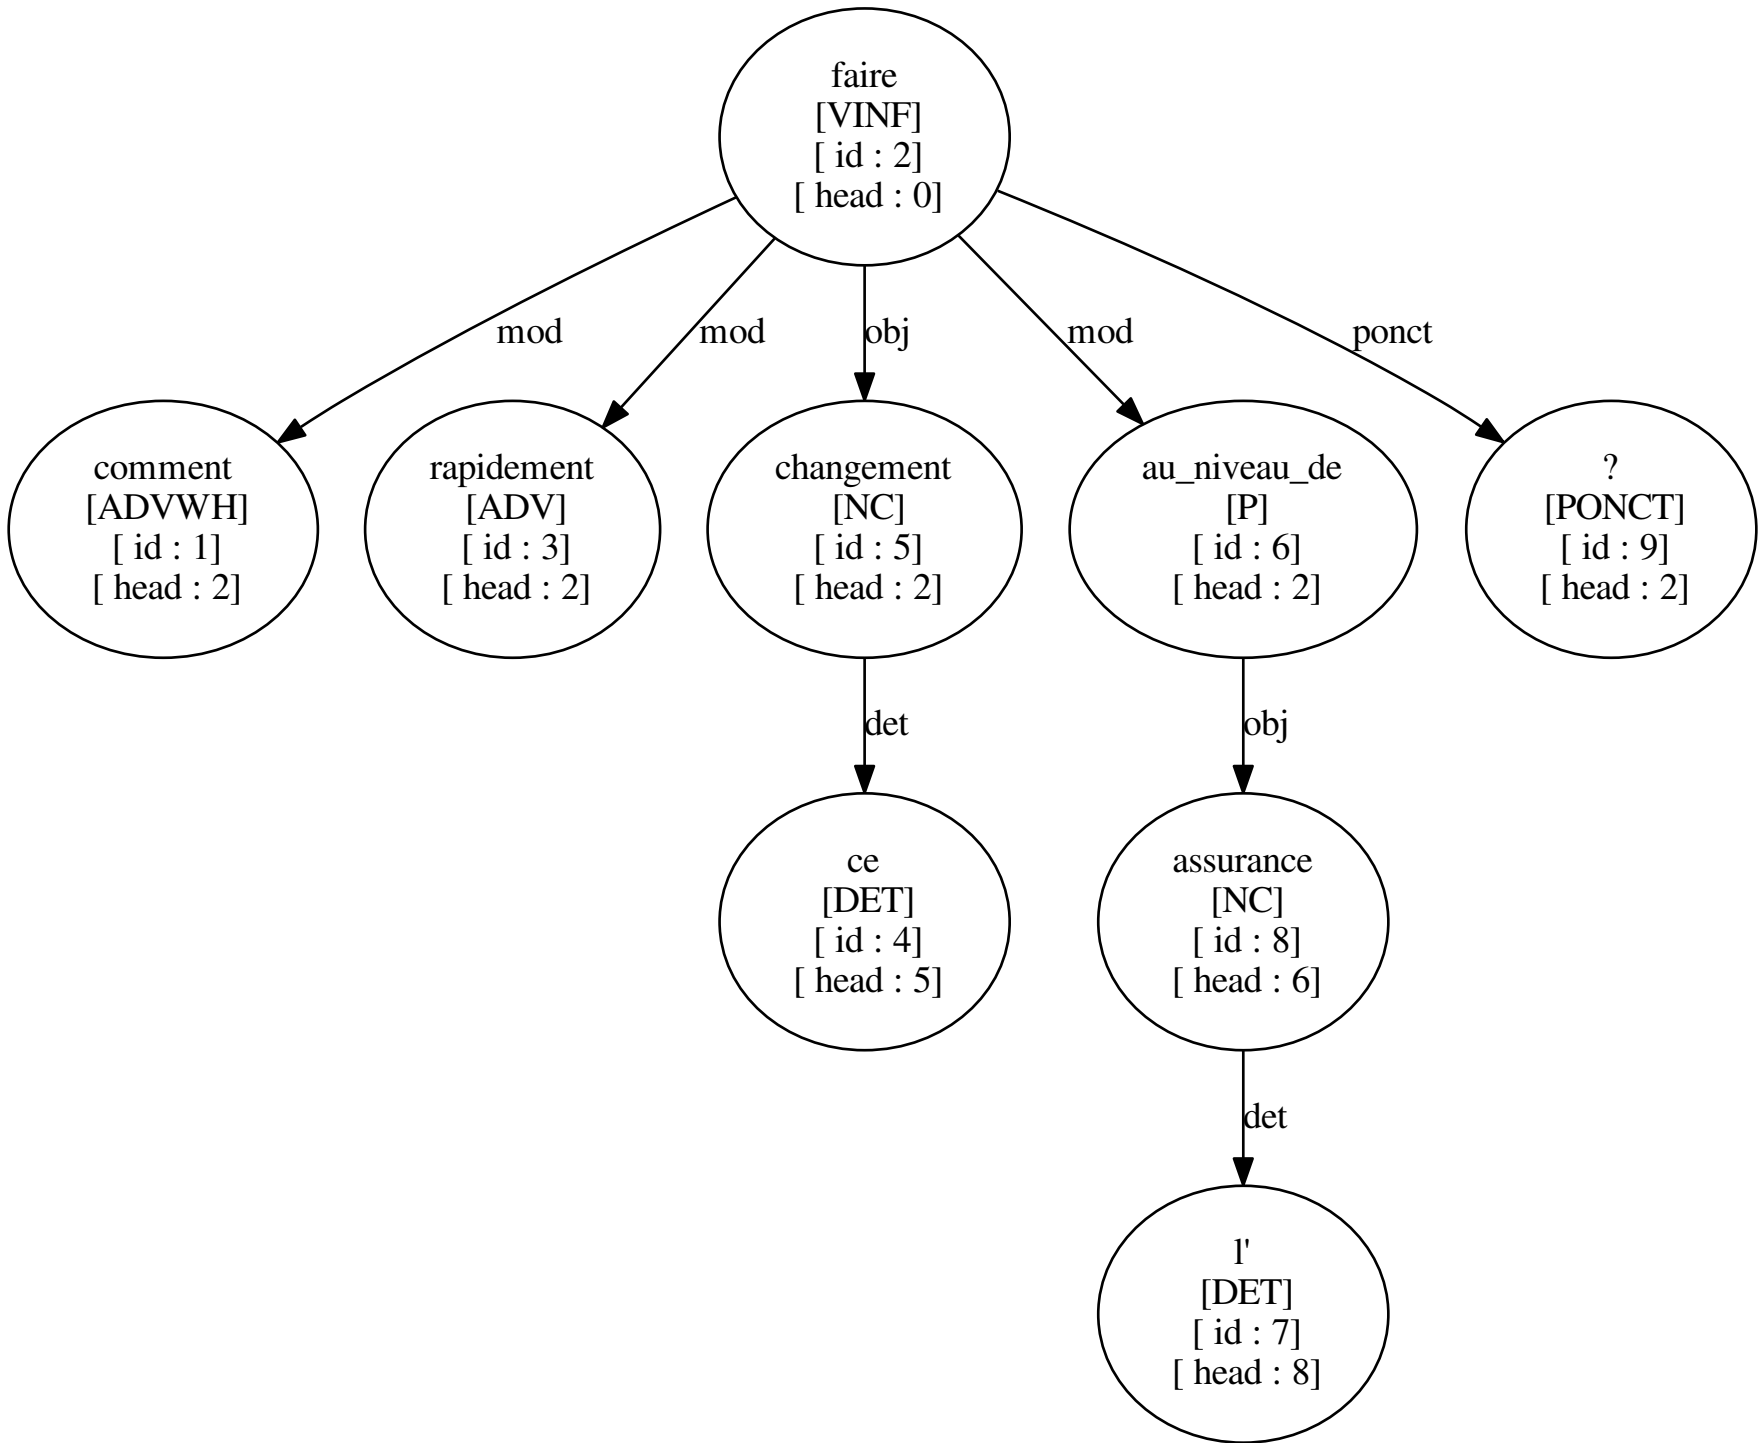 faire
[VINF]
[ id : 2]
[ head : 0]
mod
mod
obj
mod
ponct
comment
[ADVWH]
[ id : 1]
[ head : 2]
rapidement
[ADV]
[ id : 3]
[ head : 2]
changement
[NC]
[ id : 5]
[ head : 2]
au_niveau_de
[P]
[ id : 6]
[ head : 2]
?
[PONCT]
[ id : 9]
[ head : 2]
det
obj
ce
[DET]
[ id : 4]
[ head : 5]
assurance
[NC]
[ id : 8]
[ head : 6]
det
l'
[DET]
[ id : 7]
[ head : 8]